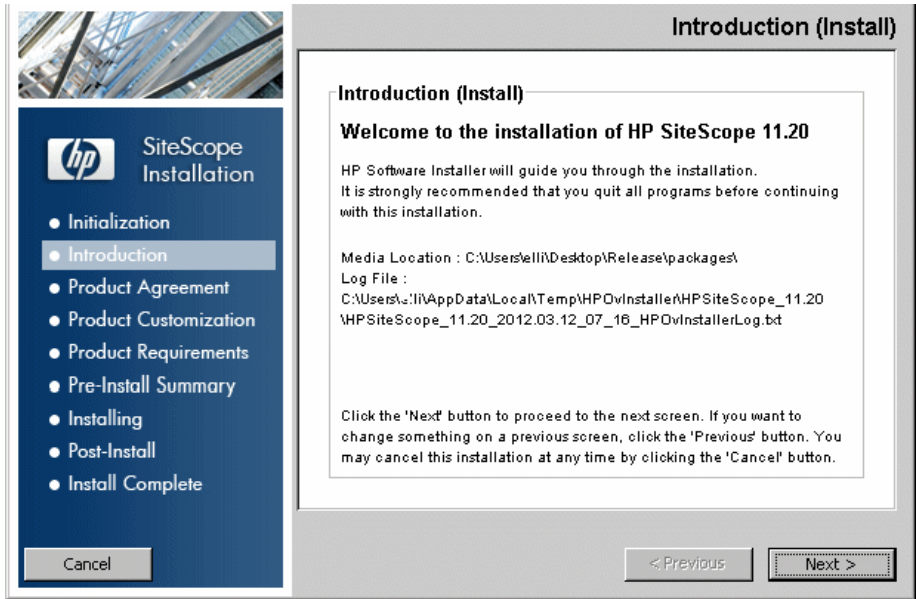 Introduction (Install)
hp
SiteScope
Installation
Initialization
Introduction
Product Agreement
Product Customization
Product Requirements
Pre-Install Summary
Installing
Post-Install
Install Complete
Cancel
Introduction (Install)
Welcome to the installation of HP SiteScope 11.20
HP Software Installer will guide you through the installation.
It is strongly recommended that you quit all programs before continuing
with this installation.
Media Location : C:\Users\elli\Desktop\Release\packages\
Log File :
\HPSiteScope_11.20_2012.03.12_07_16_HPOvInstallerLog.txt
Click the 'Next' button to proceed to the next screen. If you want to
change something on a previous screen, click the 'Previous' button. You
may cancel this installation at any time by clicking the 'Cancel' button.
< Previous
Next >